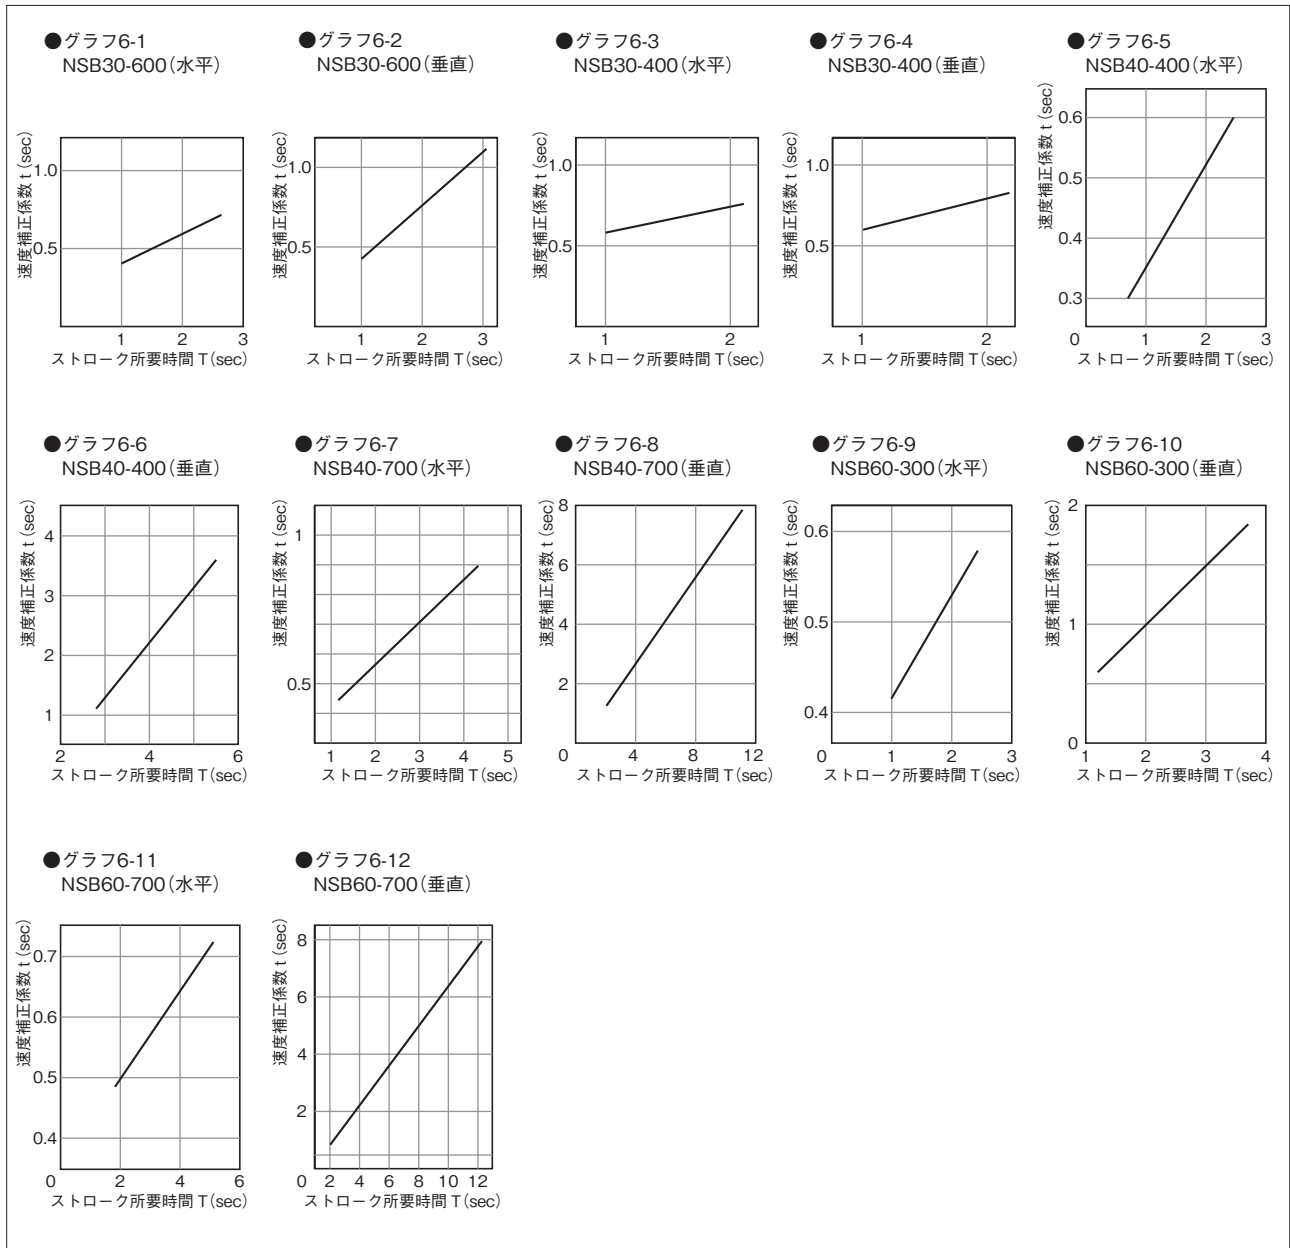 ●グラフ6-1
NSB30-600(水平)
速度補正係数 t (sec)
1.0
0.5
1 2 3
ストローク所要時間 T(sec)
●グラフ6-2
NSB30-600(垂直)
速度補正係数 t (sec)
1.0
0.5
1 2 3
ストローク所要時間 T(sec)
●グラフ6-3
NSB30-400(水平)
速度補正係数 t (sec)
1.0
0.5
1 2
ストローク所要時間 T(sec)
●グラフ6-4
NSB30-400(垂直)
速度補正係数 t (sec)
1.0
0.5
1 2
ストローク所要時間 T(sec)
●グラフ6-5
NSB40-400(水平)
速度補正係数 t (sec)
0.6
0.5
0.4
0.3
0 1 2 3
ストローク所要時間 T(sec)
●グラフ6-6
NSB40-400(垂直)
速度補正係数 t (sec)
4
3
2
1
2 4 6
ストローク所要時間 T(sec)
●グラフ6-7
NSB40-700(水平)
速度補正係数 t (sec)
1
0.5
1 2 3 4 5
ストローク所要時間 T(sec)
●グラフ6-8
NSB40-700(垂直)
速度補正係数 t (sec)
8
6
4
2
0 4 8 12
ストローク所要時間 T(sec)
●グラフ6-9
NSB60-300(水平)
速度補正係数 t (sec)
0.6
0.5
0.4
0 1 2 3
ストローク所要時間 T(sec)
●グラフ6-10
NSB60-300(垂直)
速度補正係数 t (sec)
2
1
0
1 2 3 4
ストローク所要時間 T(sec)
●グラフ6-11
NSB60-700(水平)
速度補正係数 t (sec)
0.7
0.6
0.5
0.4
0 2 4 6
ストローク所要時間 T(sec)
●グラフ6-12
NSB60-700(垂直)
速度補正係数 t (sec)
8
6
4
2
0 2 4 6 8 10 12
ストローク所要時間 T(sec)